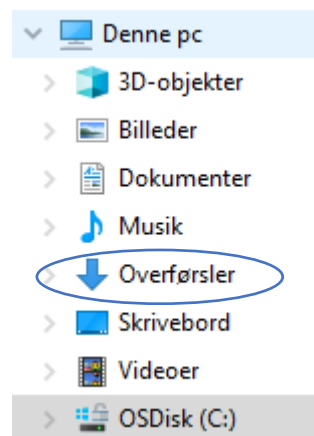 Denne pc
3D-objekter
Billeder
Dokumenter
Musik
Overførsler
Skrivebord
Videoer
OSDisk (C:)